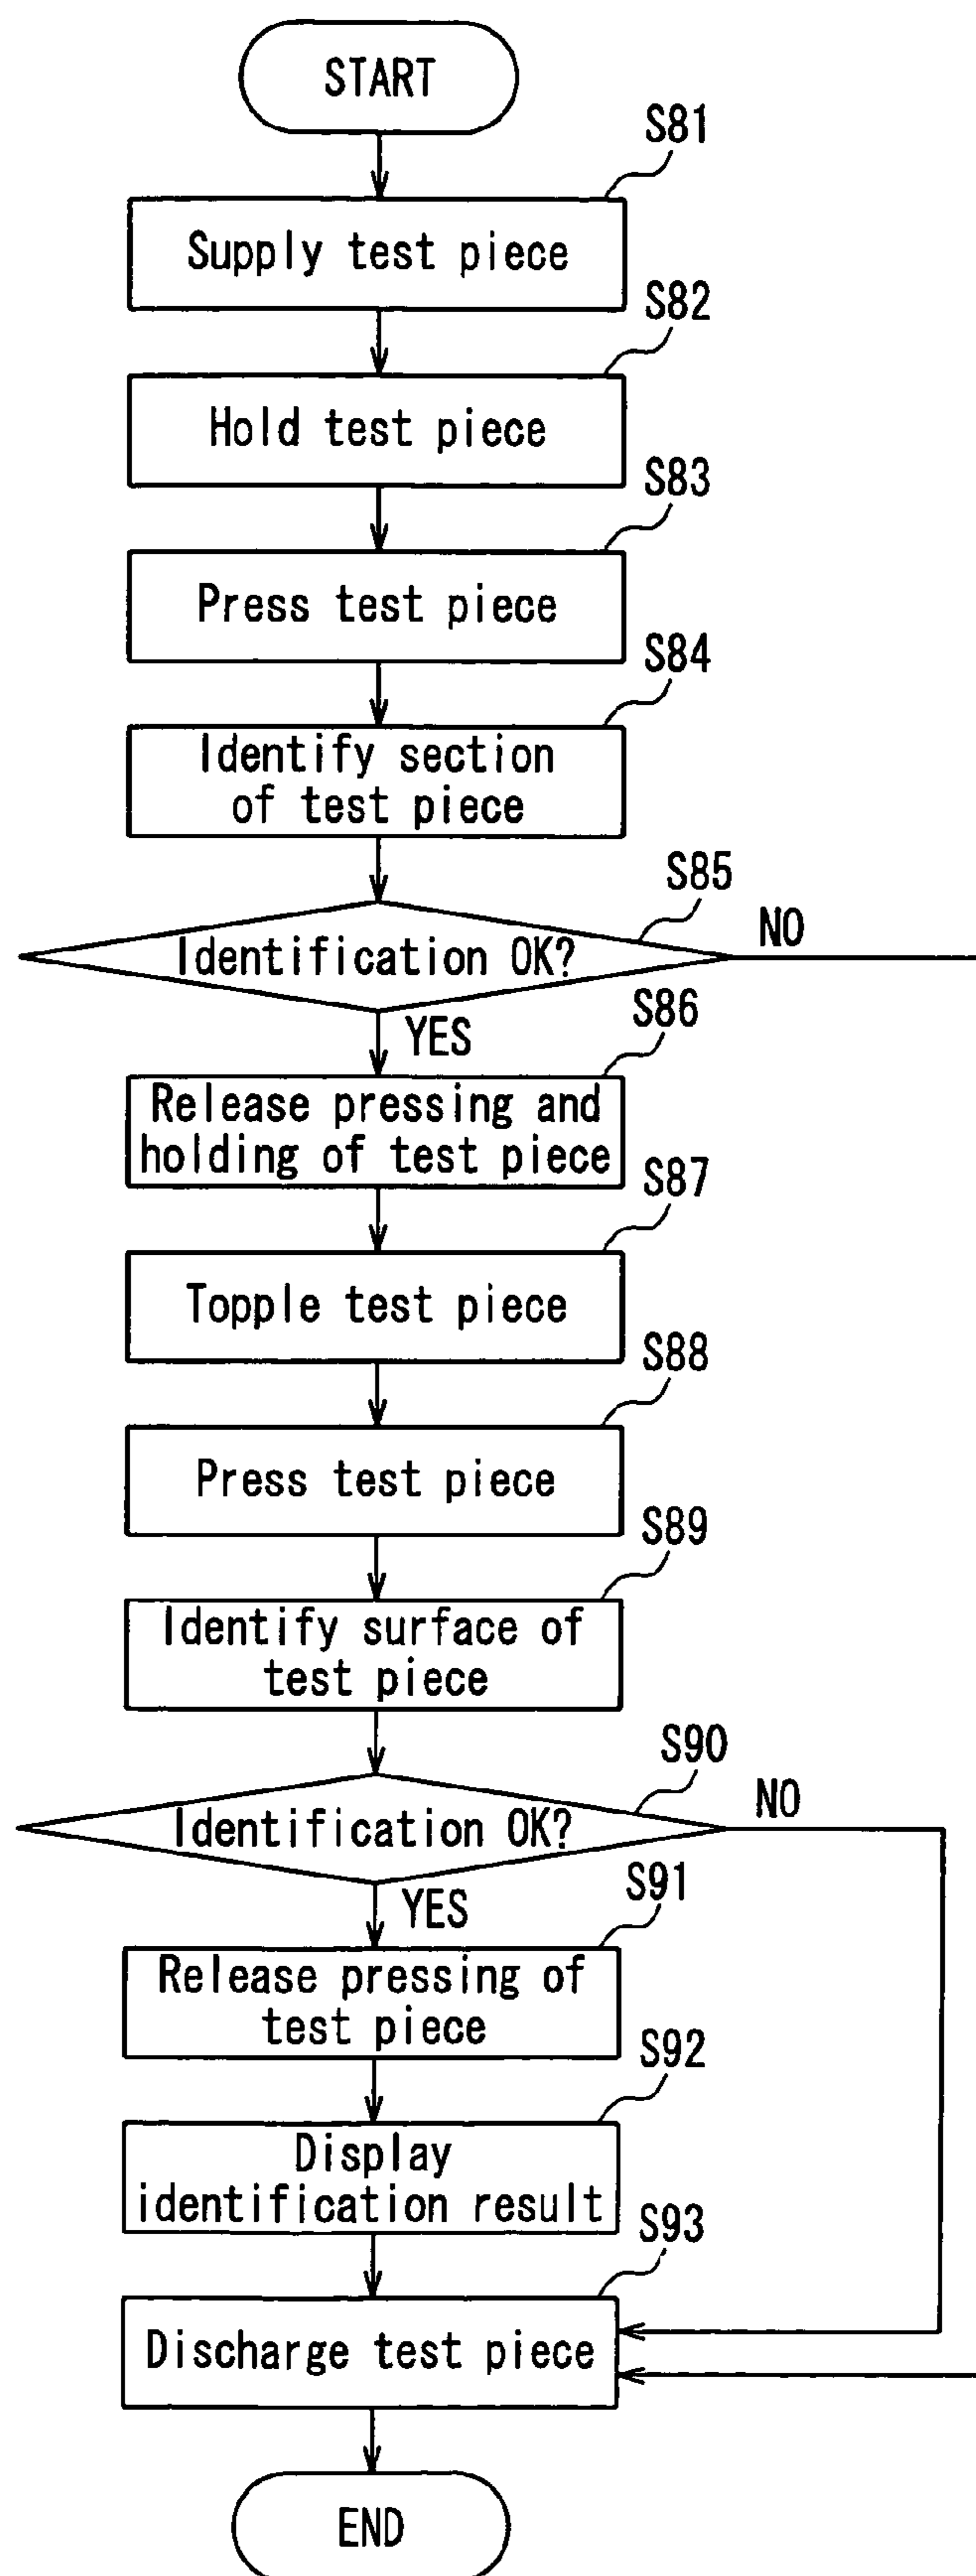 START
S81
Supply test piece
S82
Hold test piece
S83
Press test piece
S84
Identify section
of test piece
S85
Identification OK?
NO
YES
S86
Release pressing and
holding of test piece
S87
Topple test piece
S88
Press test piece
S89
Identify surface of
test piece
S90
Identification OK?
NO
YES
S91
Release pressing of
test piece
S92
Display
identification result
S93
Discharge test piece
END